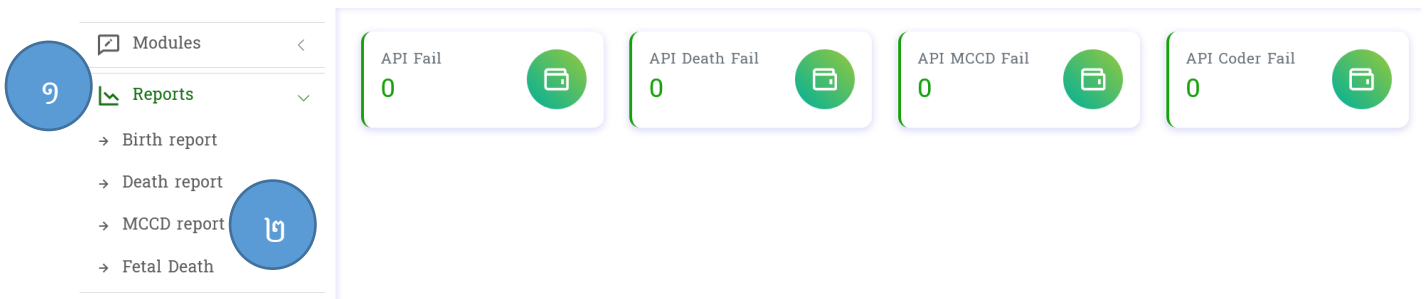 Modules
១
Reports
Birth report
Death report
MCCD report
២
Fetal Death
API Fail
0
API Death Fail
0
API MCCD Fail
0
API Coder Fail
0